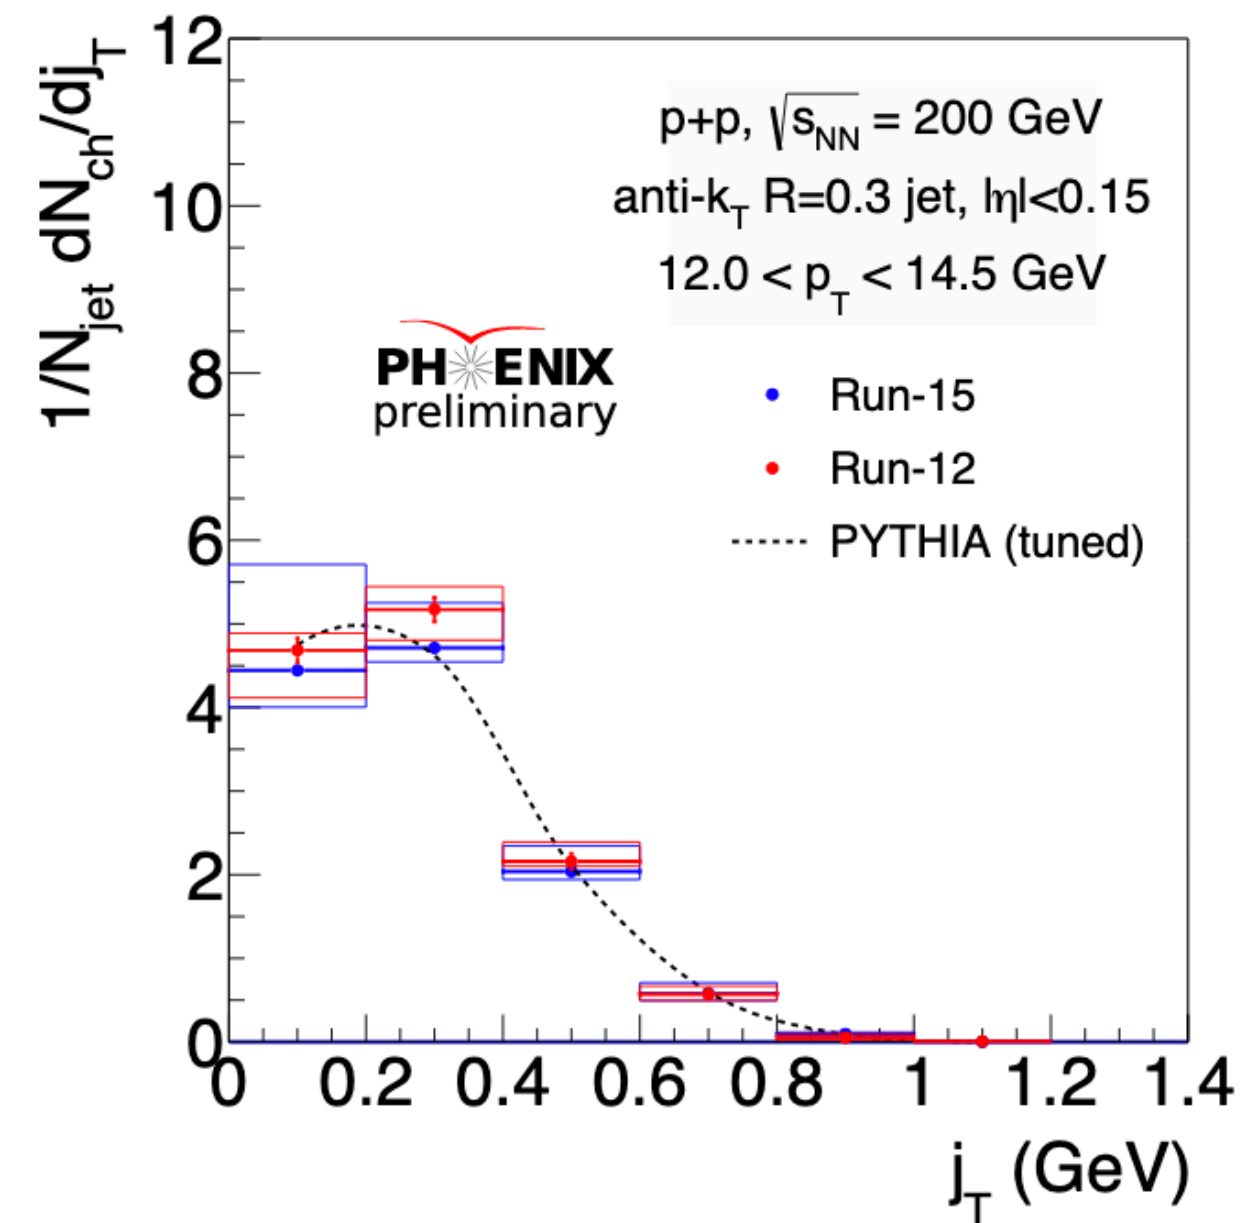 1/N_jet dN_ch/dj_T
12
10
8
6
4
2
0
p+p, √s_NN = 200 GeV
anti-k_T R=0.3 jet, |η|<0.15
12.0 < p_T < 14.5 GeV
PHENIX
preliminary
Run-15
Run-12
PYTHIA (tuned)
0 0.2 0.4 0.6 0.8 1 1.2 1.4
j_T (GeV)